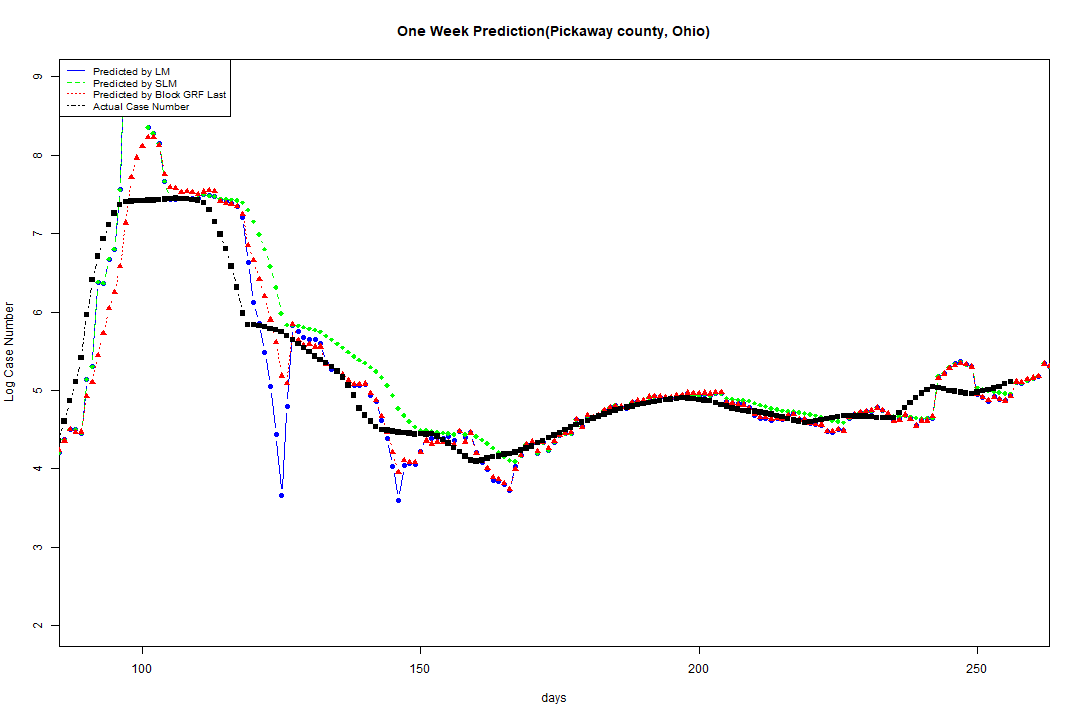 One Week Prediction(Pickaway county, Ohio)
Predicted by LM
Predicted by SLM
Predicted by Block GRF Last
Actual Case Number
Log Case Number
9
8
7
6
5
4
3
2
100
150
200
250
days